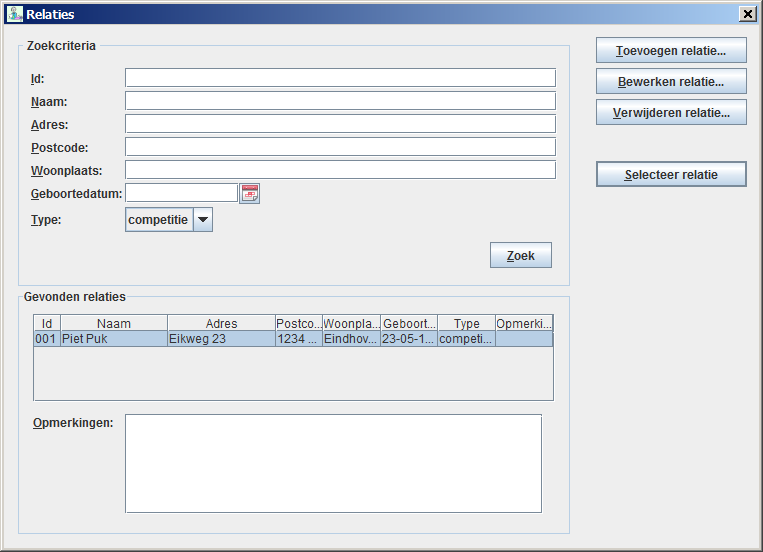 Relaties
Zoekcriteria
Id:
Naam:
Adres:
Postcode:
Woonplaats:
Geboortedatum:
Type: competitie
Zoek
Toevoegen relatie...
Bewerken relatie...
Verwijderen relatie...
Selecteer relatie
Gevonden relaties
Id Naam Adres Postco... Woonpla... Geboort... Type Opmerki...
001 Piet Puk Eikweg 23 1234 ... Eindhov... 23-05-1... competi...
Opmerkingen: